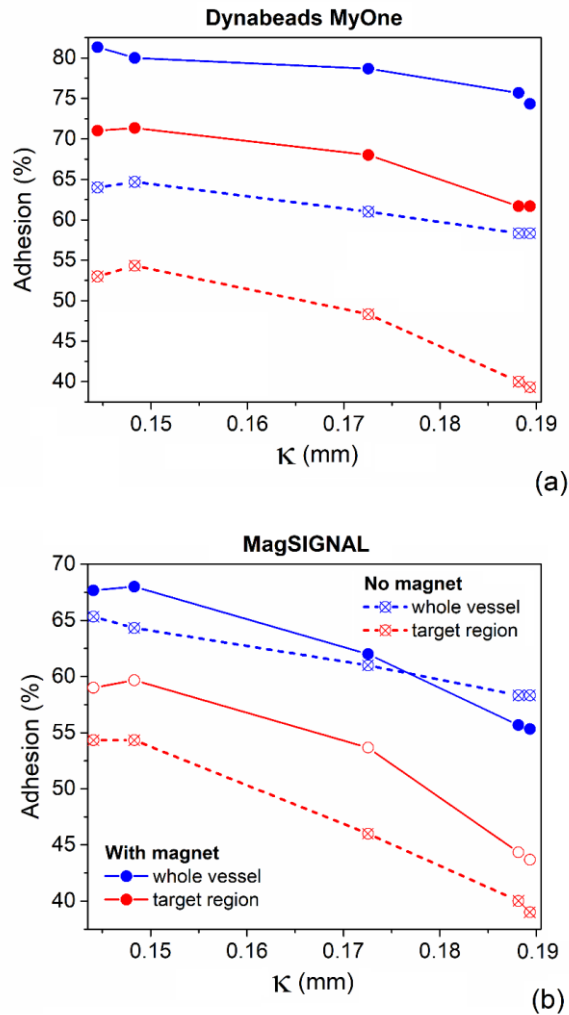 Dynabeads MyOne
80
75
70
65
60
55
50
45
40
Adhesion (%)
0.15 0.16 0.17 0.18 0.19
κ (mm)
(a)
MagSIGNAL
70
65
60
55
50
45
40
Adhesion (%)
No magnet
whole vessel
target region
With magnet
whole vessel
target region
0.15 0.16 0.17 0.18 0.19
κ (mm)
(b)